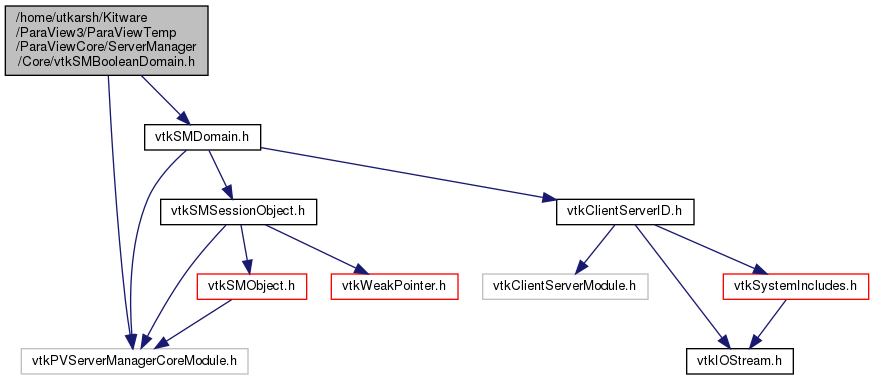 /home/utkarsh/Kitware
/ParaView3/ParaViewTemp
/ParaViewCore/ServerManager
/Core/vtkSMBooleanDomain.h
vtkSMDomain.h
vtkSMSessionObject.h
vtkClientServerID.h
vtkSMObject.h
vtkWeakPointer.h
vtkClientServerModule.h
vtkSystemIncludes.h
vtkPVServerManagerCoreModule.h
vtkIOStream.h